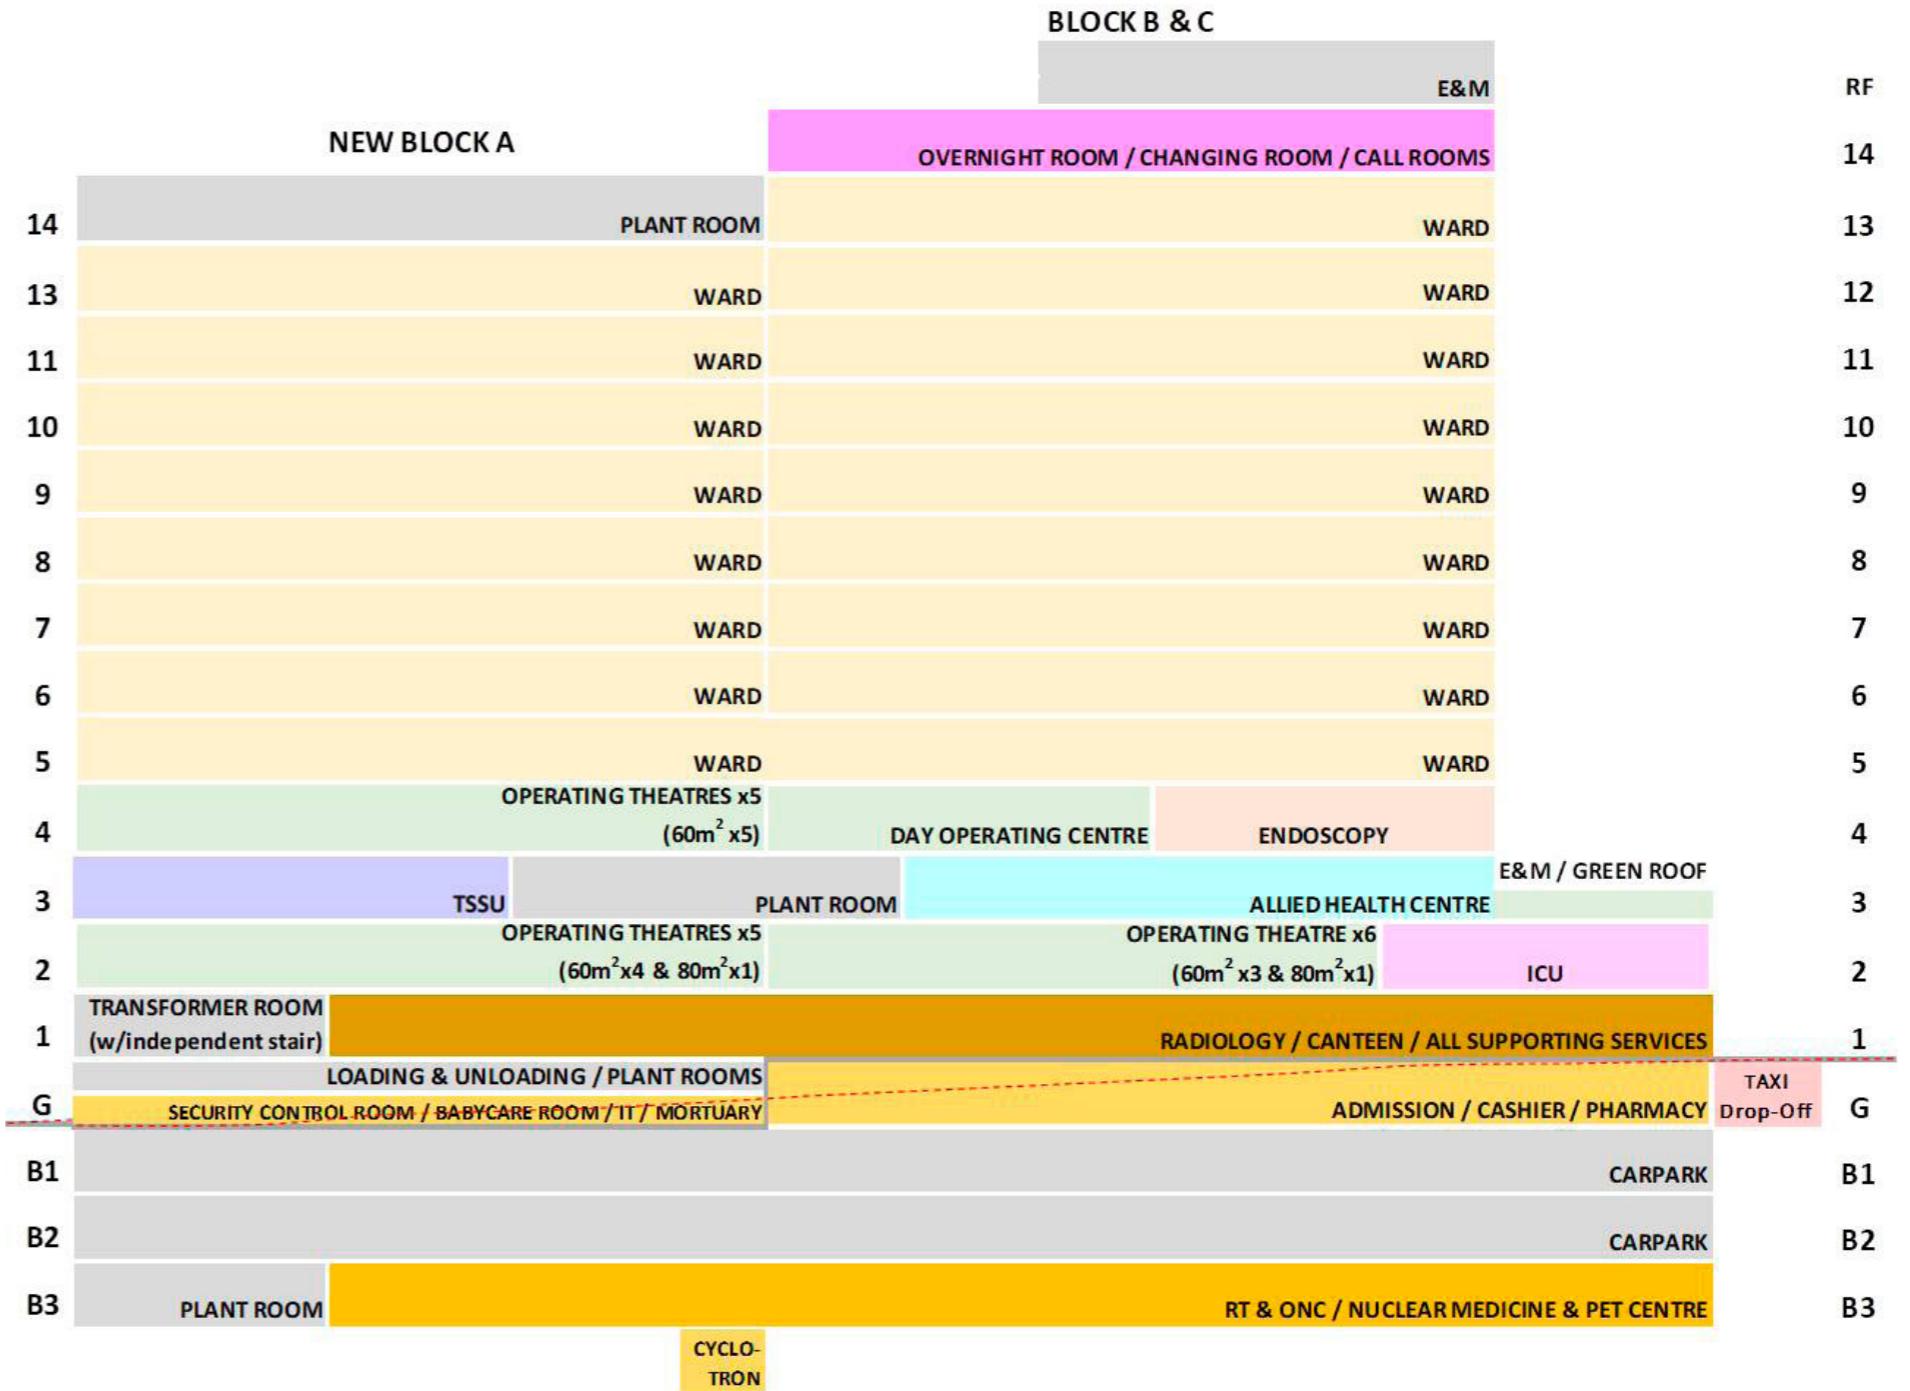 BLOCK B & C
E&M
RF
NEW BLOCK A
OVERNIGHT ROOM / CHANGING ROOM / CALL ROOMS
14
14
PLANT ROOM
WARD
13
13
WARD
WARD
12
11
WARD
WARD
11
10
WARD
WARD
10
9
WARD
WARD
9
8
WARD
WARD
8
7
WARD
WARD
7
6
WARD
WARD
6
5
WARD
WARD
5
OPERATING THEATRES x5
4
(60m² x5)
DAY OPERATING CENTRE
ENDOSCOPY
4
E&M / GREEN ROOF
3
TSSU
PLANT ROOM
ALLIED HEALTH CENTRE
3
OPERATING THEATRES x5
OPERATING THEATRE x6
2
(60m²x4 & 80m²x1)
(60m² x3 & 80m²x1)
ICU
2
TRANSFORMER ROOM
1
(w/independent stair)
RADIOLOGY / CANTEEN / ALL SUPPORTING SERVICES
1
LOADING & UNLOADING / PLANT ROOMS
TAXI
G
SECURITY CONTROL ROOM / BABYCARE ROOM / IT / MORTUARY
ADMISSION / CASHIER / PHARMACY
Drop-Off
G
B1
CARPARK
B1
B2
CARPARK
B2
B3
PLANT ROOM
RT & ONC / NUCLEAR MEDICINE & PET CENTRE
B3
CYCLO-
TRON